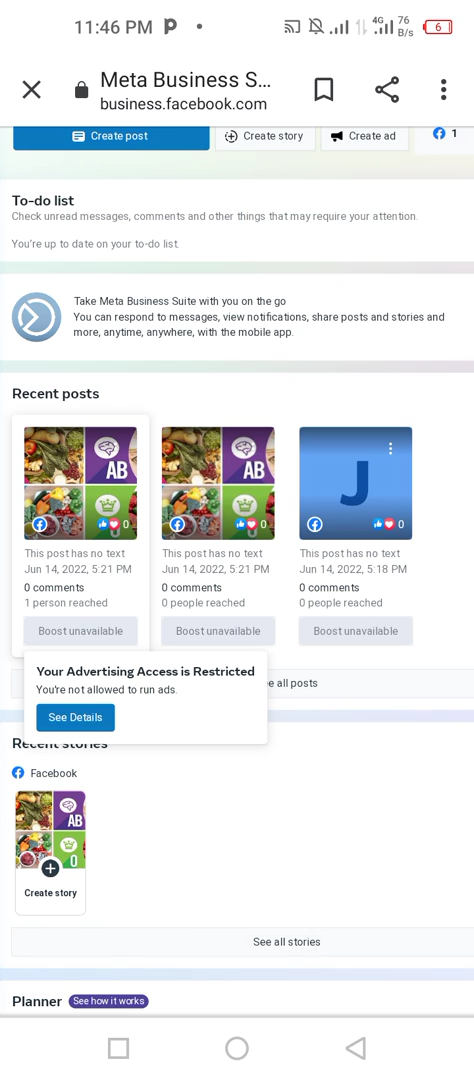 11:46 PM
4G 76 B/s 6
Meta Business S...
business.facebook.com
Create post Create story Create ad 1
To-do list
Check unread messages, comments and other things that may require your attention.
You're up to date on your to-do list.
Take Meta Business Suite with you on the go
You can respond to messages, view notifications, share posts and stories and
more, anytime, anywhere, with the mobile app.
Recent posts
AB AB J
0 0 0
This post has no text This post has no text This post has no text
Jun 14, 2022, 5:21 PM Jun 14, 2022, 5:21 PM Jun 14, 2022, 5:18 PM
0 comments 0 comments 0 comments
1 person reached 0 people reached 0 people reached
Boost unavailable Boost unavailable Boost unavailable
Your Advertising Access is Restricted
You're not allowed to run ads.
See Details
all posts
Recent stories
Facebook
AB
O
Create story
See all stories
Planner See how it works